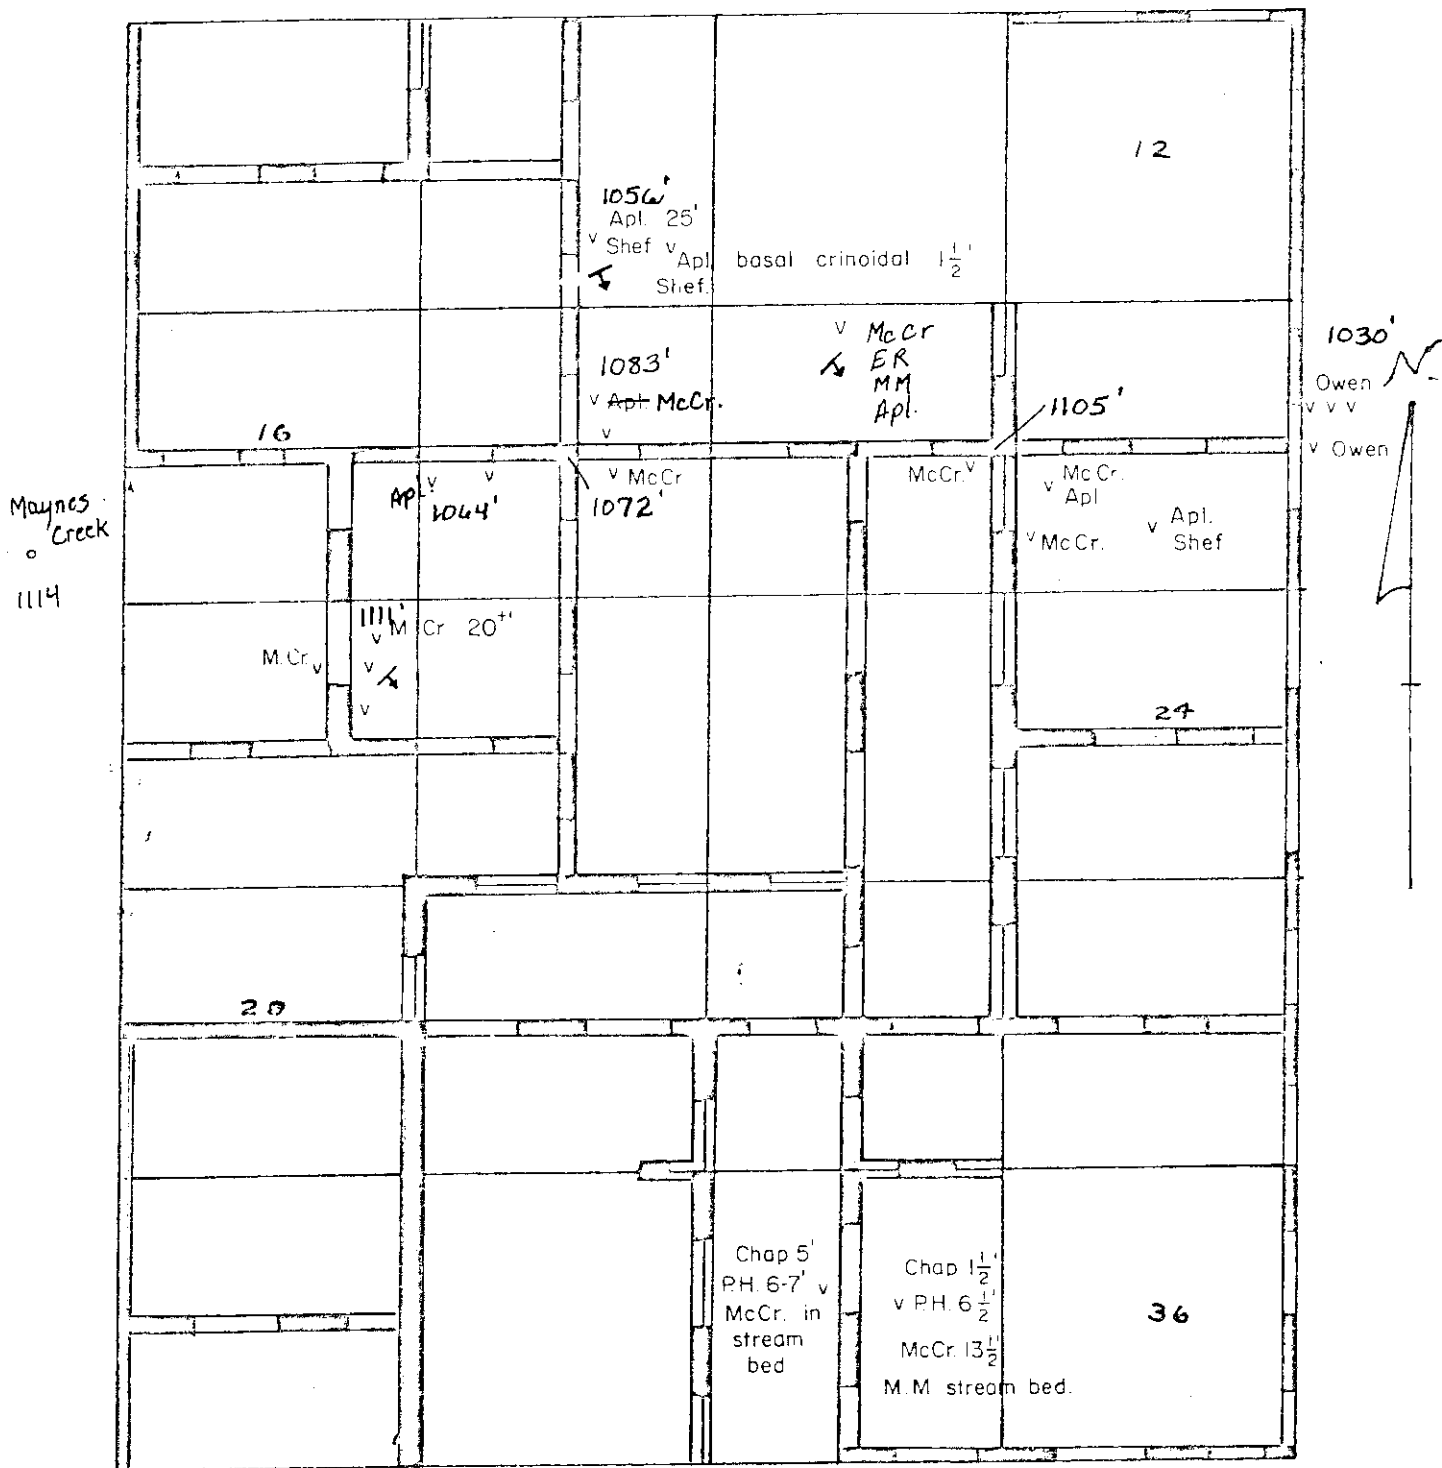 12
1056'
Apl. 25'
v Shef v
Apl. basal crinoidal 1½'
Shef.
1083'
v Apl. McCr.
v
v McCr
ER
MM
Apl.
1105'
1030'
N
Owen
v v v
v Owen
16
Maynes
Creek
1114
v v
Apl.
1044'
v McCr
1072'
McCr. v
v McCr.
Apl
v McCr.
v Apl.
Shef
1111'
v M Cr 20+'
M.Cr. v
v
v
24
20
Chap 5'
P.H. 6-7' v
McCr. in
stream
bed
Chap 1½'
v P.H. 6½'
McCr. 13½'
M.M stream bed.
36